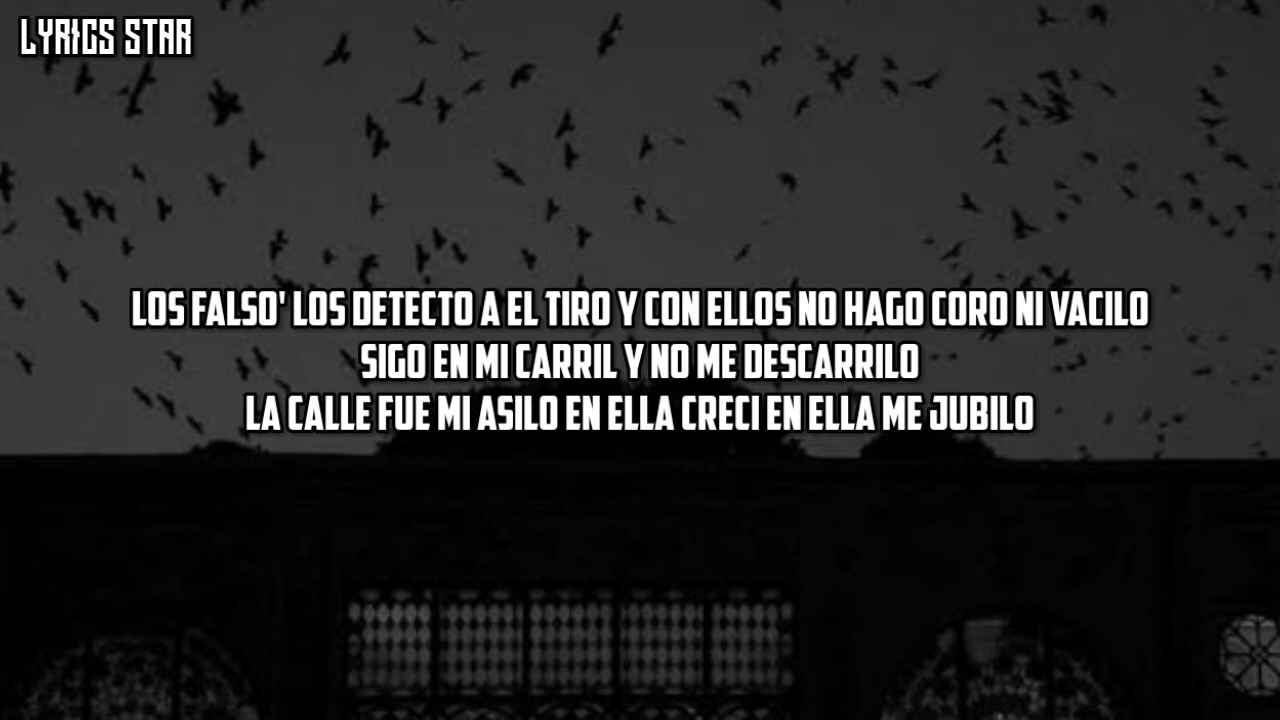 LYRICS STAR
LOS FALSO' LOS DETECTO A EL TIRO Y CON ELLOS NO HAGO CORO NI VACILO
SIGO EN MI CARRIL Y NO ME DESCARRILO
LA CALLE FUE MI ASILO EN ELLA CRECI EN ELLA ME JUBILO